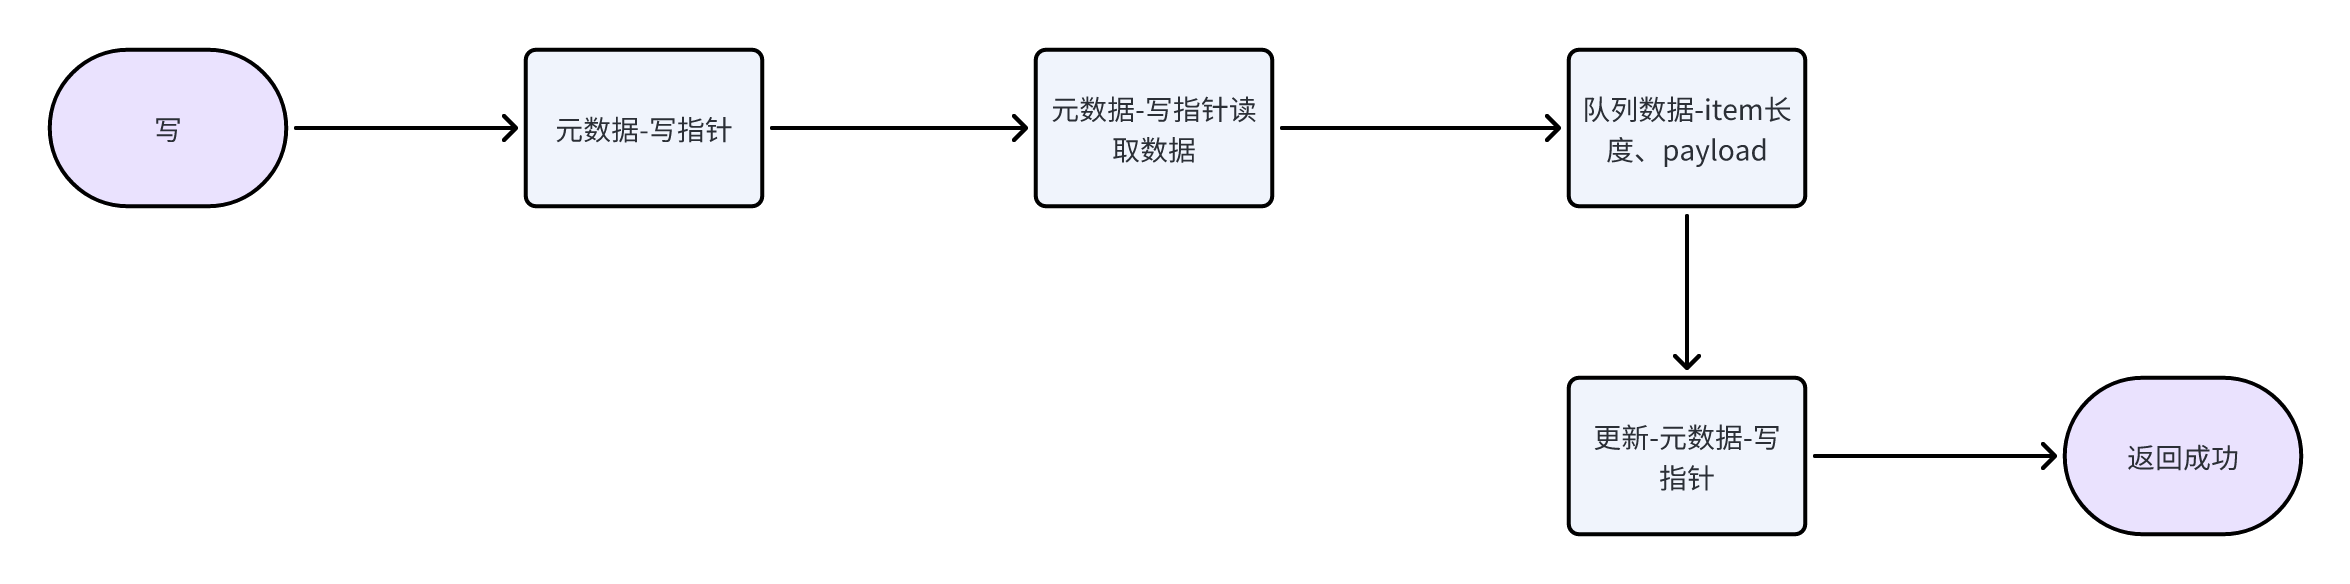 写
元数据-写指针
元数据-写指针读
取数据
队列数据-item长
度、payload
更新-元数据-写
指针
返回成功